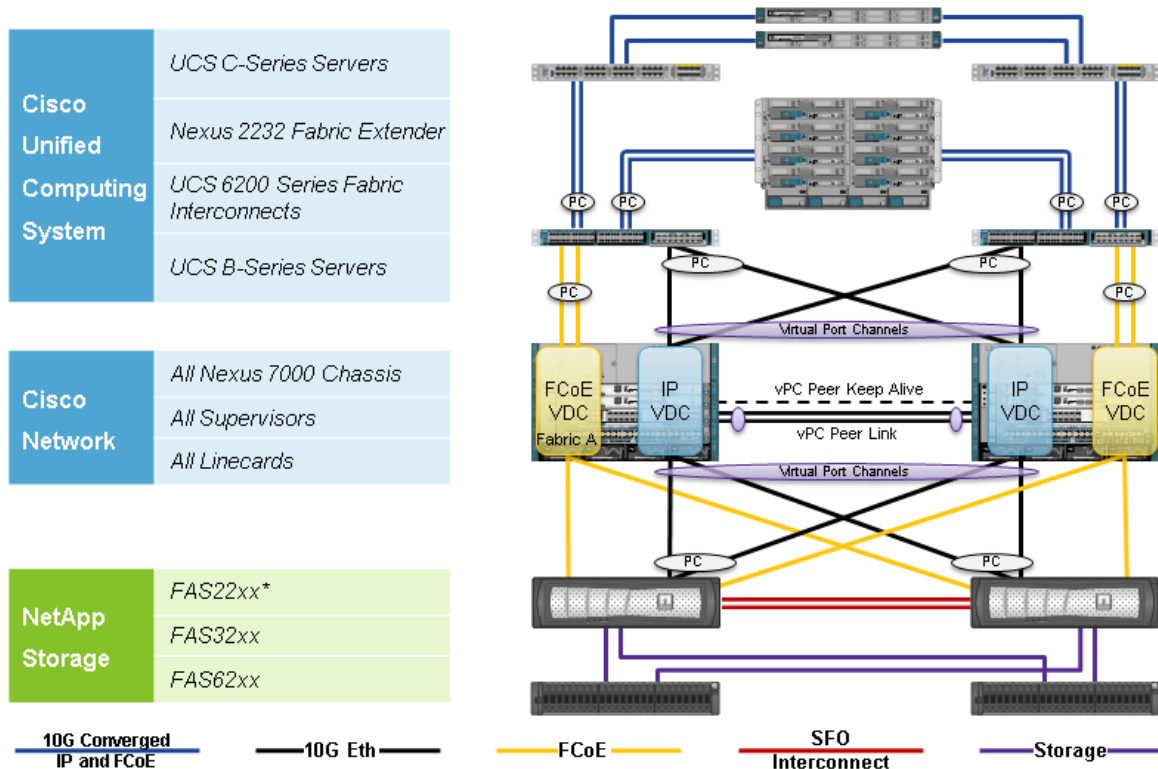 Cisco
Unified
Computing
System
UCS C-Series Servers
Nexus 2232 Fabric Extender
UCS 6200 Series Fabric
Interconnects
UCS B-Series Servers
Cisco
Network
All Nexus 7000 Chassis
All Supervisors
All Linecards
NetApp
Storage
FAS22xx*
FAS32xx
FAS62xx
PC
PC
PC
PC
PC
PC
PC
PC
Virtual Port Channels
FCoE
VDC
Fabric A
IP
VDC
vPC Peer Keep Alive
vPC Peer Link
IP
VDC
FCoE
VDC
Virtual Port Channels
PC
PC
10G Converged
IP and FCoE
10G Eth
FCoE
SFO
Interconnect
Storage